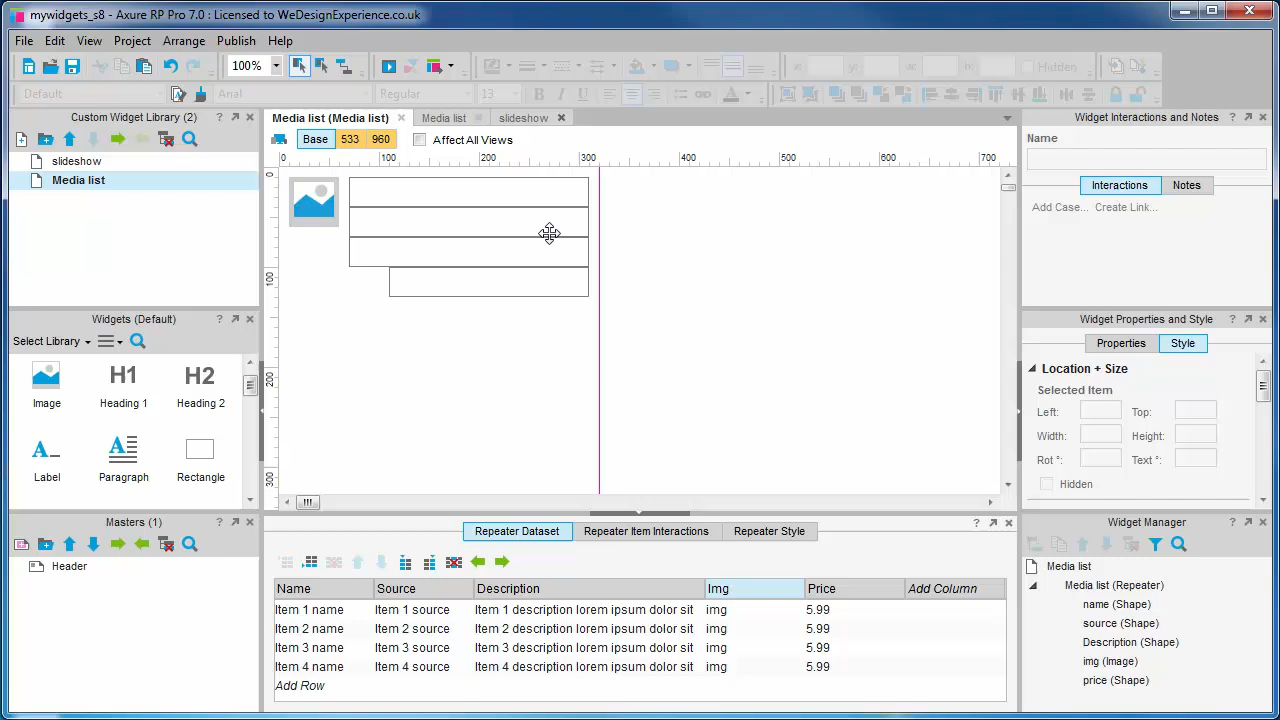 mywidgets_s8 - Axure RP Pro 7.0 : Licensed to WeDesignExperience.co.uk
File Edit View Project Arrange Publish Help
100% x: y: w: h: Hidden
Default Arial Regular 13 B I U A
Custom Widget Library (2) ?
slideshow
Media list
Media list (Media list) Media list slideshow
Base 533 960 Affect All Views
0 100 200 300 400 500 600 700
0
100
200
300
Widget Interactions and Notes ?
Name
Interactions Notes
Add Case... Create Link...
Widgets (Default) ?
Select Library
Image H1 Heading 1 H2 Heading 2
A Label A Paragraph Rectangle
Widget Properties and Style ?
Properties Style
Location + Size
Selected Item
Left: Top:
Width: Height:
Rot °: Text °:
Hidden
Masters (1) ?
Header
Repeater Dataset Repeater Item Interactions Repeater Style ?
Name Source Description Img Price Add Column
Item 1 name Item 1 source Item 1 description lorem ipsum dolor sit img 5.99
Item 2 name Item 2 source Item 2 description lorem ipsum dolor sit img 5.99
Item 3 name Item 3 source Item 3 description lorem ipsum dolor sit img 5.99
Item 4 name Item 4 source Item 4 description lorem ipsum dolor sit img 5.99
Add Row
Widget Manager ?
Media list
Media list (Repeater)
name (Shape)
source (Shape)
Description (Shape)
img (Image)
price (Shape)